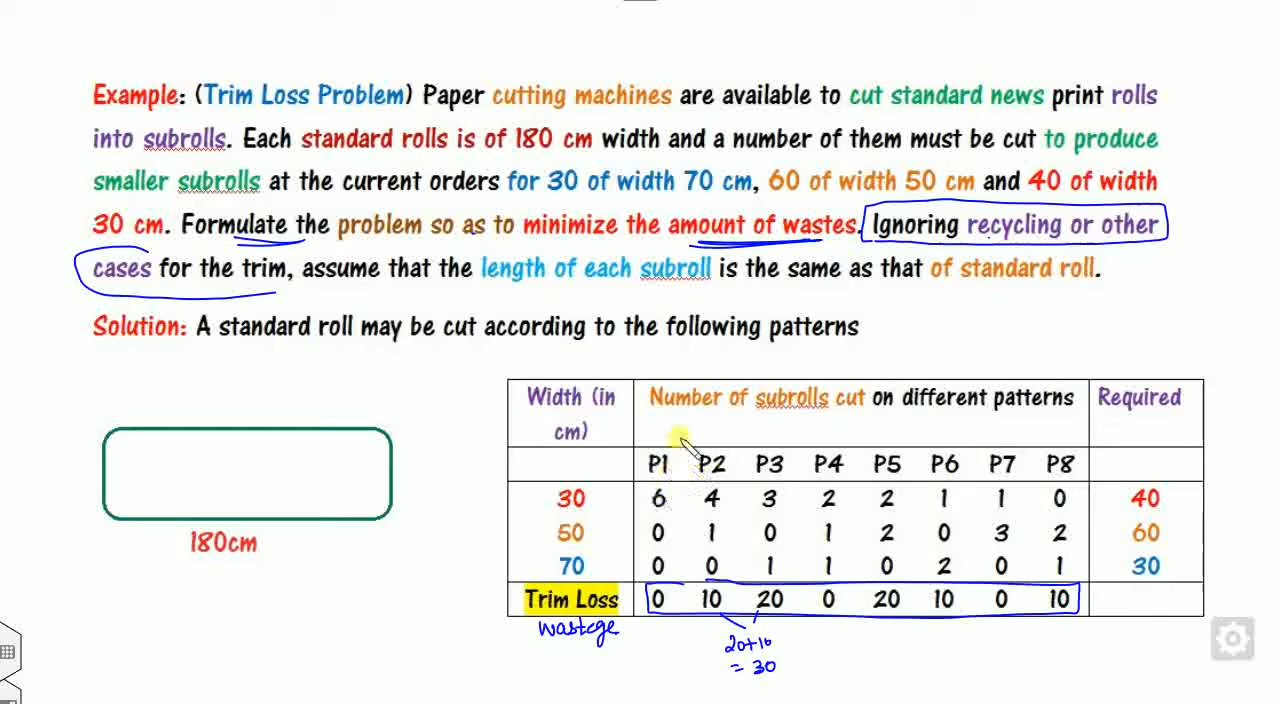 Example: (Trim Loss Problem) Paper cutting machines are available to cut standard news print rolls
into subrolls. Each standard rolls is of 180 cm width and a number of them must be cut to produce
smaller subrolls at the current orders for 30 of width 70 cm, 60 of width 50 cm and 40 of width
30 cm. Formulate the problem so as to minimize the amount of wastes. Ignoring recycling or other
cases for the trim, assume that the length of each subroll is the same as that of standard roll.
Solution: A standard roll may be cut according to the following patterns
180cm
Width (in cm) Number of subrolls cut on different patterns Required
P1 P2 P3 P4 P5 P6 P7 P8
30 6 4 3 2 2 1 1 0 40
50 0 1 0 1 2 0 3 2 60
70 0 0 1 1 0 2 0 1 30
Trim Loss 0 10 20 0 20 10 0 10
wastege
20+10
= 30